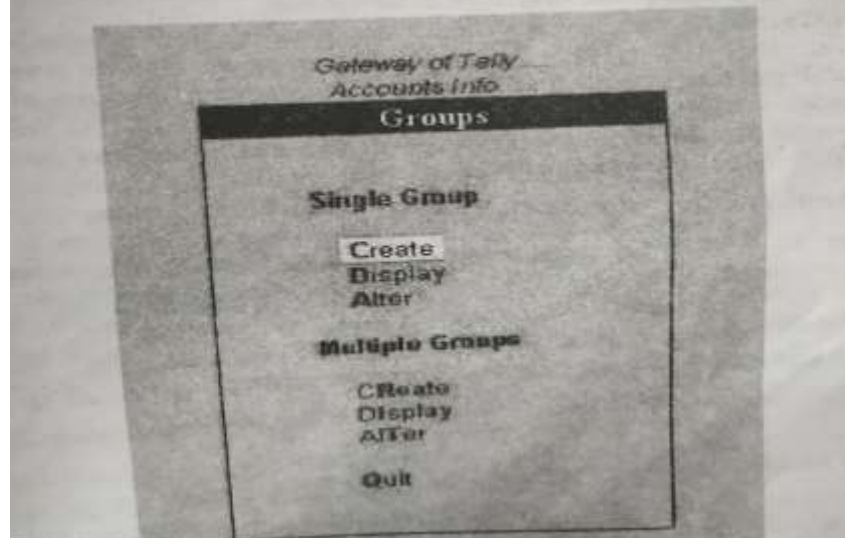 Gateway of Tally.....
Accounts Info.
Groups
Single Group
Create
Display
Alter
Multiple Groups
CReate
DIsplay
AlTer
Quit